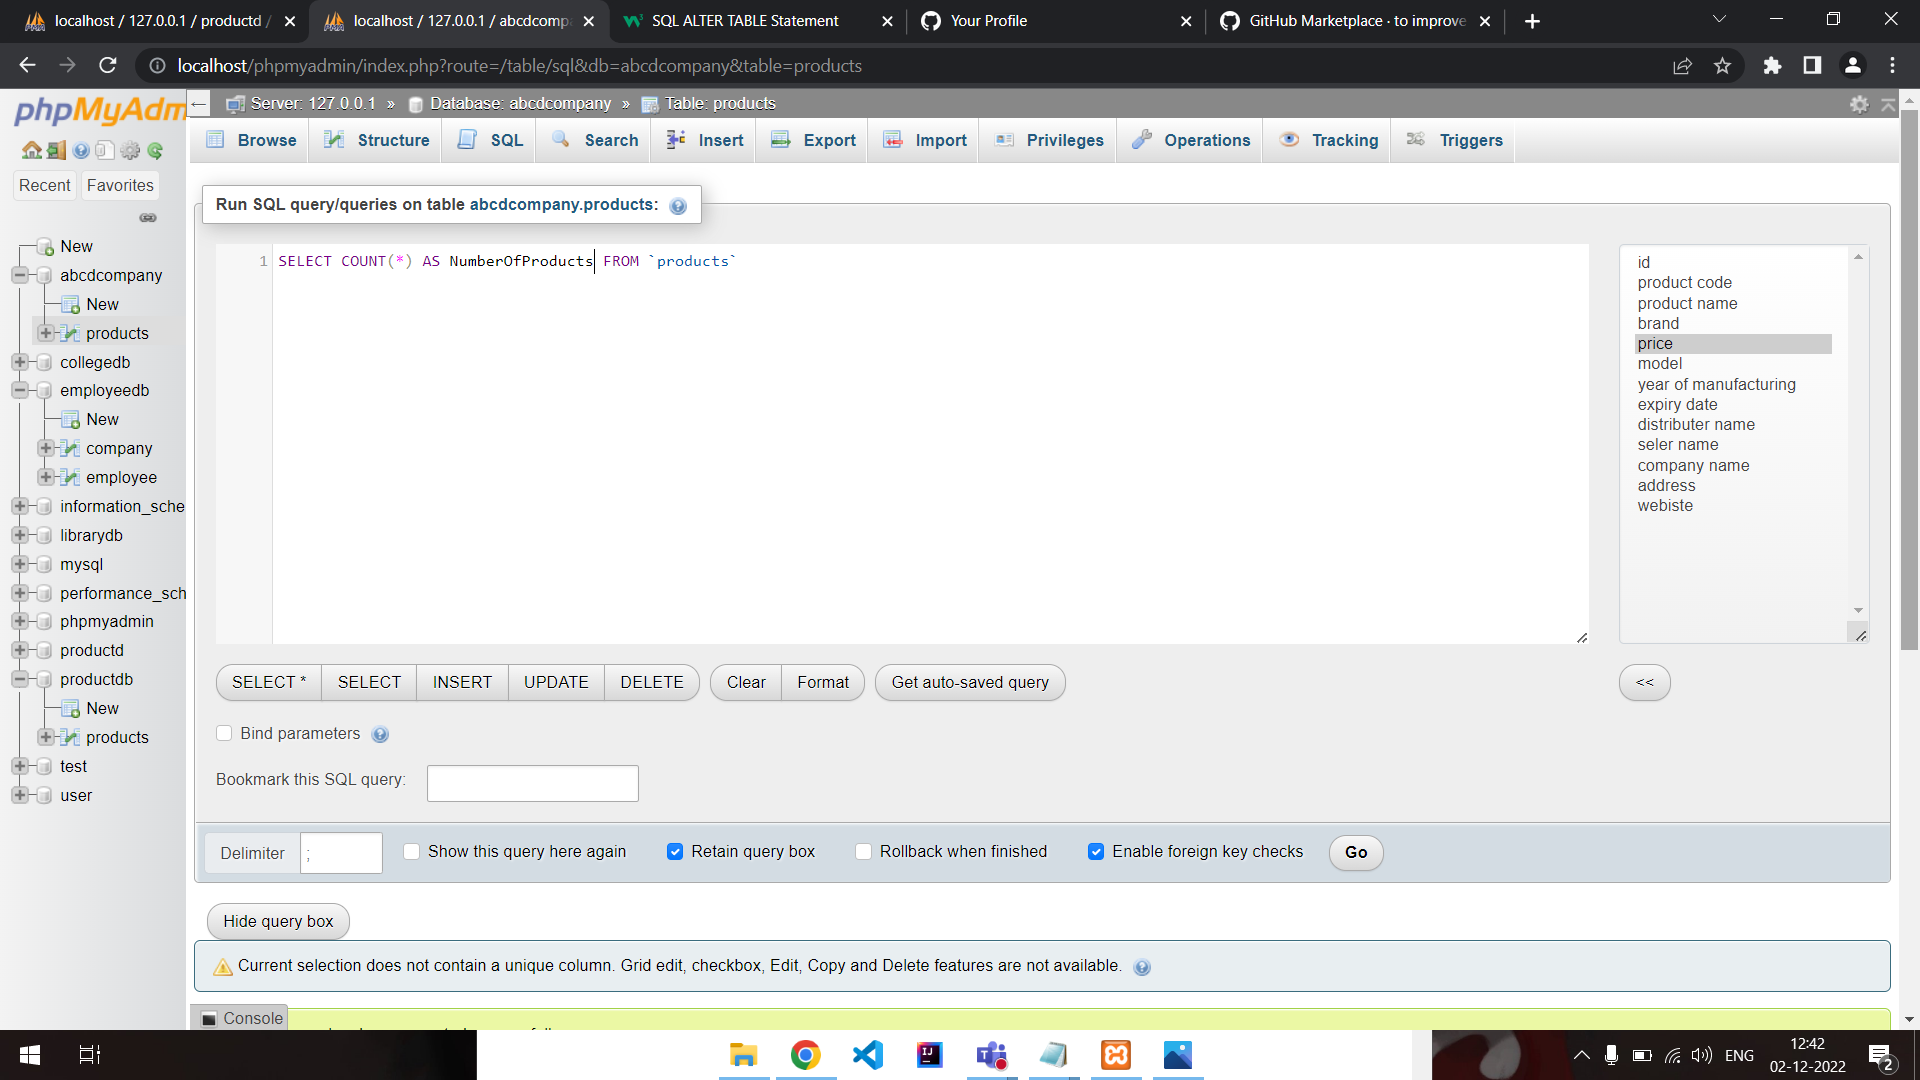 localhost / 127.0.0.1 / productd /
localhost / 127.0.0.1 / abcdcomp
SQL ALTER TABLE Statement
Your Profile
GitHub Marketplace · to improve
localhost/phpmyadmin/index.php?route=/table/sql&db=abcdcompany&table=products
phpMyAdm
Server: 127.0.0.1 » Database: abcdcompany » Table: products
Browse Structure SQL Search Insert Export Import Privileges Operations Tracking Triggers
Recent Favorites
New
abcdcompany
New
products
collegedb
employeedb
New
company
employee
information_sche
librarydb
mysql
performance_sch
phpmyadmin
productd
productdb
New
products
test
user
Run SQL query/queries on table abcdcompany.products:
1 SELECT COUNT(*) AS NumberOfProducts FROM `products`
id
product code
product name
brand
price
model
year of manufacturing
expiry date
distributer name
seler name
company name
address
webiste
SELECT * SELECT INSERT UPDATE DELETE Clear Format Get auto-saved query <<
Bind parameters
Bookmark this SQL query:
Delimiter ; Show this query here again Retain query box Rollback when finished Enable foreign key checks Go
Hide query box
Current selection does not contain a unique column. Grid edit, checkbox, Edit, Copy and Delete features are not available.
Console
ENG
12:42
02-12-2022
2